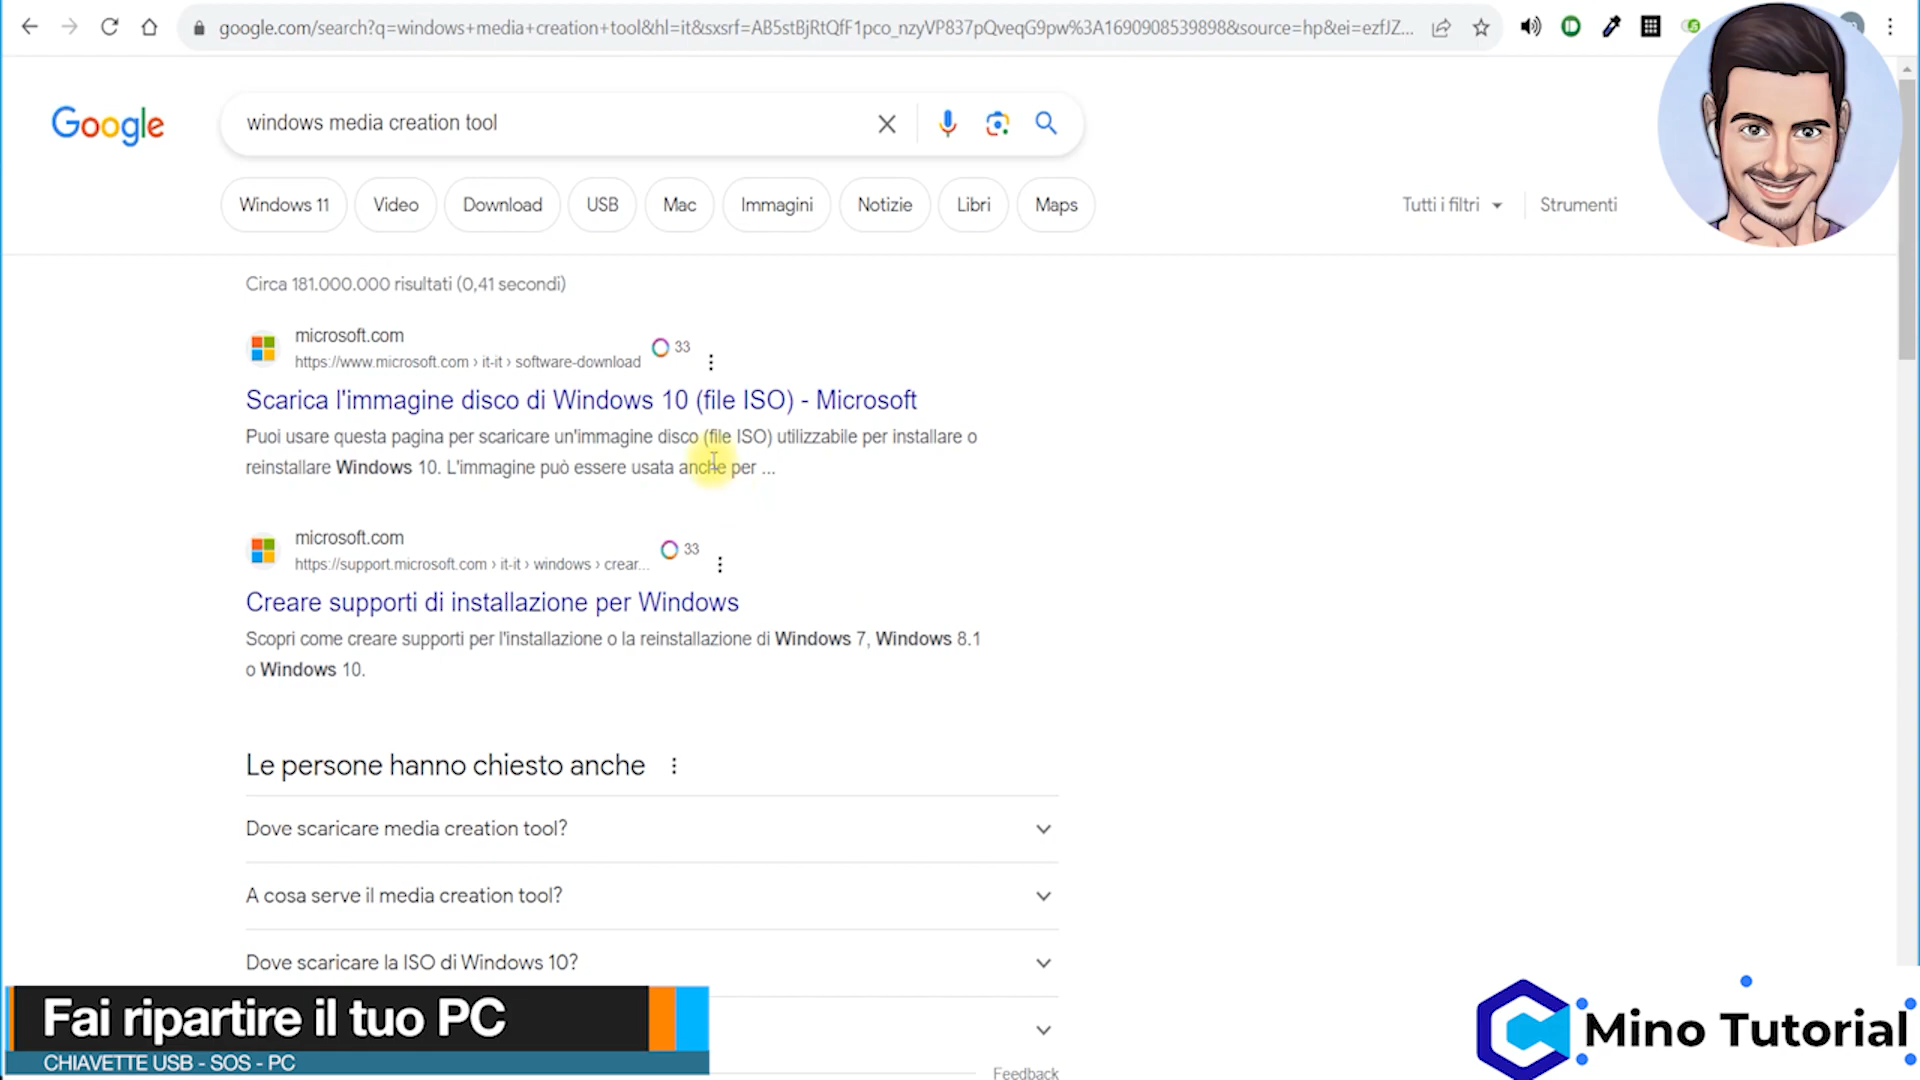 google.com/search?q=windows+media+creation+tool&hl=it&sxsrf=AB5stBjRtQfF1pco_nzyVP837pQveqG9pw%3A1690908539898&source=hp&ei=ezfJZ...
Google
windows media creation tool
Windows 11
Video
Download
USB
Mac
Immagini
Notizie
Libri
Maps
Tutti i filtri
Strumenti
Circa 181.000.000 risultati (0,41 secondi)
microsoft.com
33
https://www.microsoft.com › it-it › software-download
Scarica l'immagine disco di Windows 10 (file ISO) - Microsoft
Puoi usare questa pagina per scaricare un'immagine disco (file ISO) utilizzabile per installare o
reinstallare Windows 10. L'immagine può essere usata anche per ...
microsoft.com
33
https://support.microsoft.com › it-it › windows › crear...
Creare supporti di installazione per Windows
Scopri come creare supporti per l'installazione o la reinstallazione di Windows 7, Windows 8.1
o Windows 10.
Le persone hanno chiesto anche
Dove scaricare media creation tool?
A cosa serve il media creation tool?
Dove scaricare la ISO di Windows 10?
Fai ripartire il tuo PC
CHIAVETTE USB - SOS - PC
Mino Tutorial
Feedback